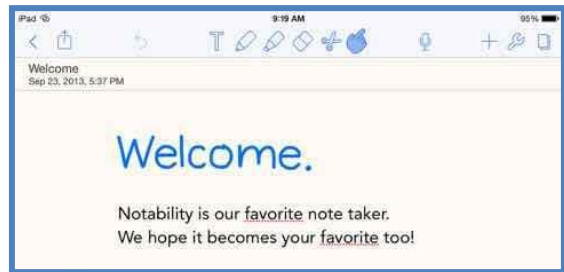 iPad 9:19 AM 95%
T
Welcome
Sep 23, 2013, 5:37 PM
Welcome.
Notability is our favorite note taker.
We hope it becomes your favorite too!